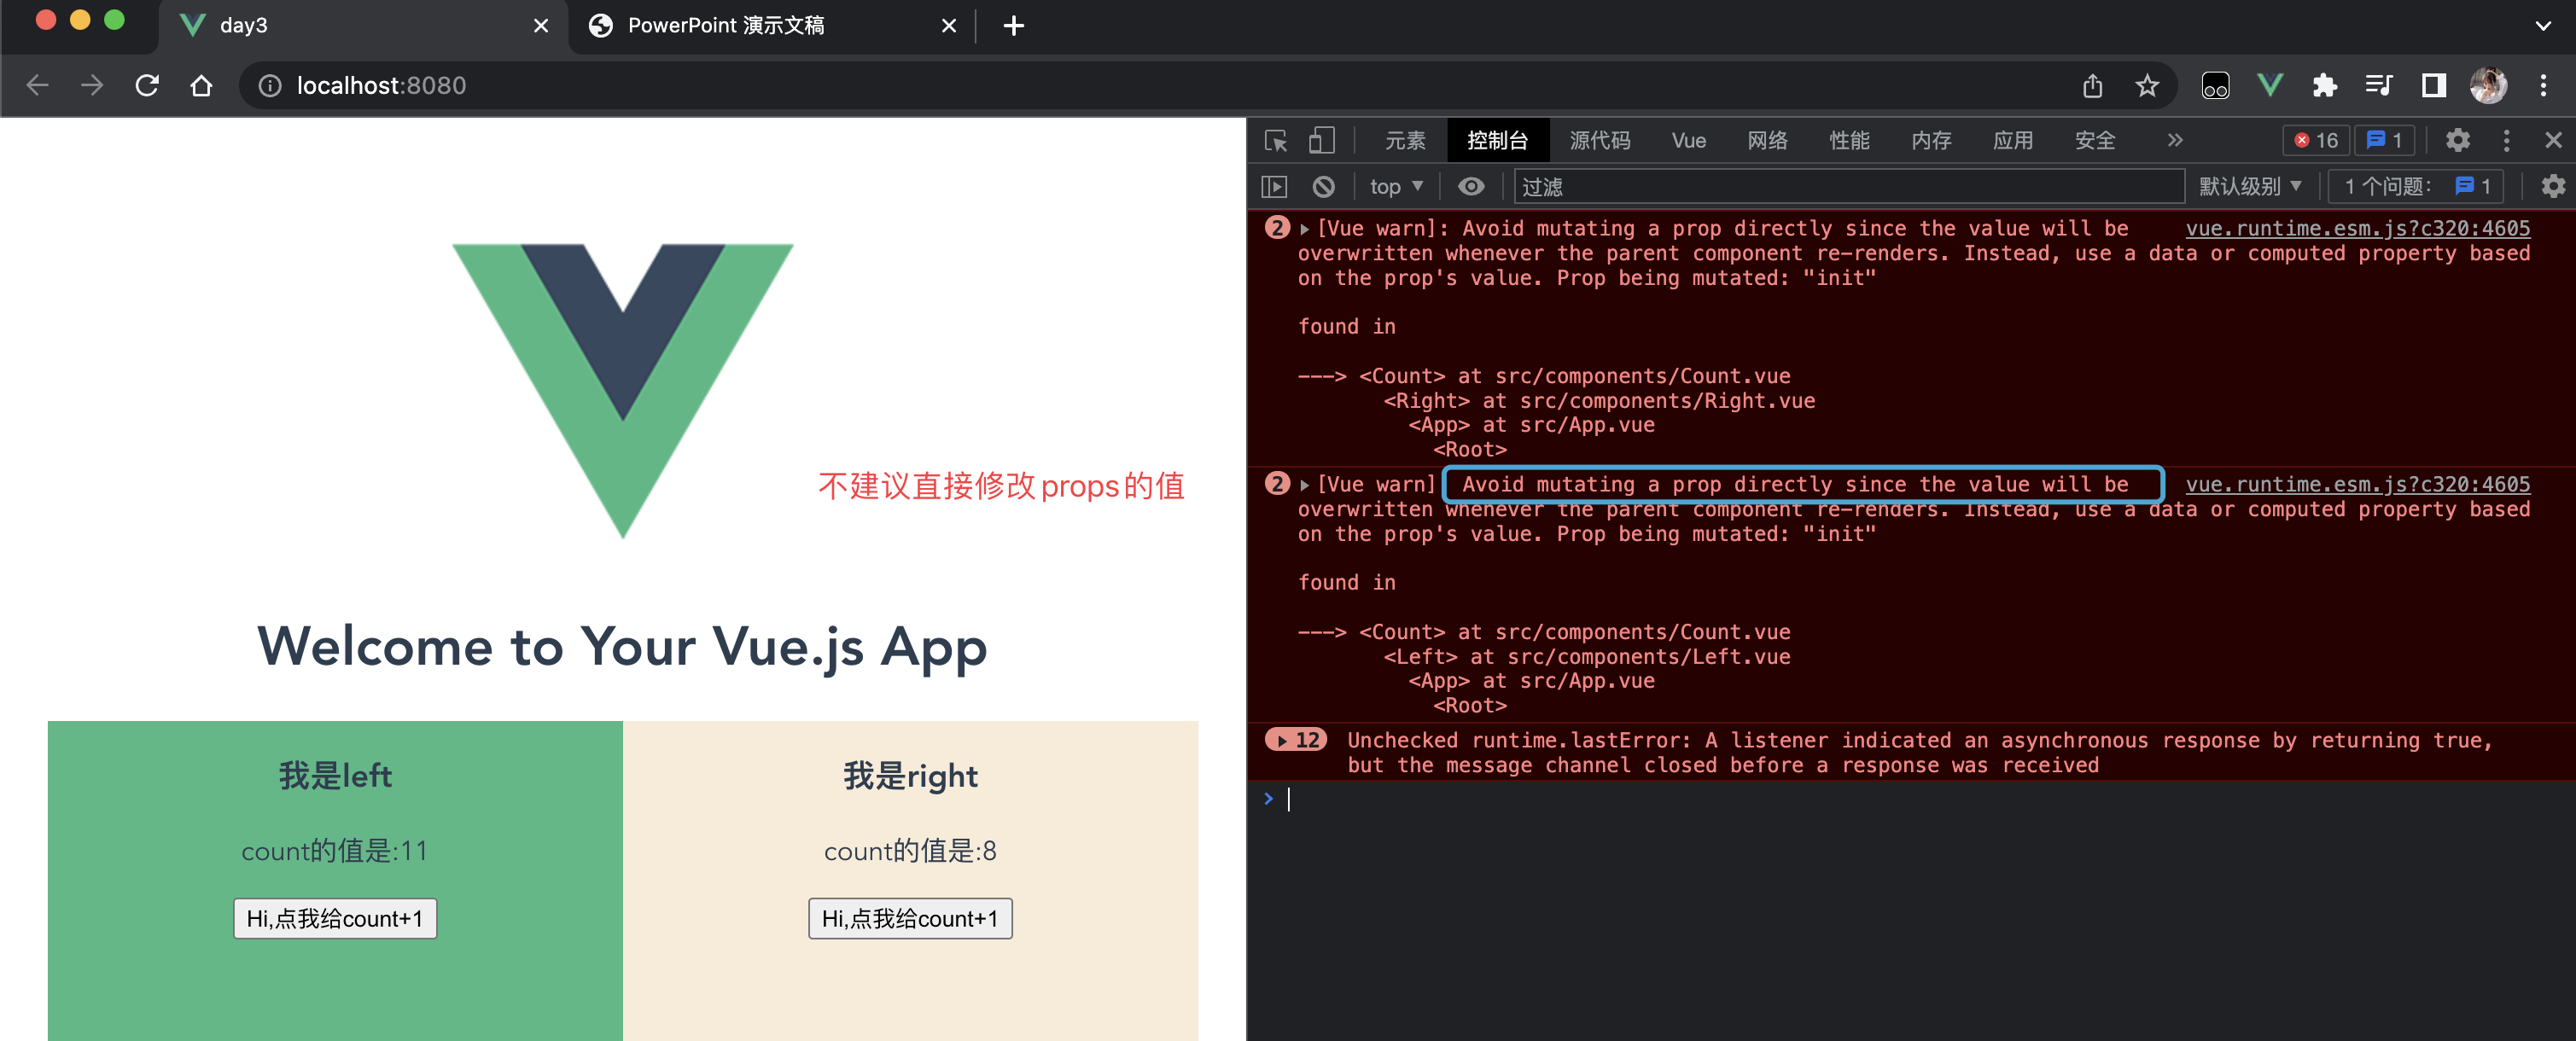 day3
PowerPoint 演示文稿
localhost:8080
元素 控制台 源代码 Vue 网络 性能 内存 应用 安全 » 16 1
top 过滤 默认级别 1 个问题: 1
2 [Vue warn]: Avoid mutating a prop directly since the value will be vue.runtime.esm.js?c320:4605
overwritten whenever the parent component re-renders. Instead, use a data or computed property based
on the prop's value. Prop being mutated: "init"
found in
---> <Count> at src/components/Count.vue
<Right> at src/components/Right.vue
<App> at src/App.vue
<Root>
2 [Vue warn] Avoid mutating a prop directly since the value will be vue.runtime.esm.js?c320:4605
overwritten whenever the parent component re-renders. Instead, use a data or computed property based
on the prop's value. Prop being mutated: "init"
found in
---> <Count> at src/components/Count.vue
<Left> at src/components/Left.vue
<App> at src/App.vue
<Root>
12 Unchecked runtime.lastError: A listener indicated an asynchronous response by returning true,
but the message channel closed before a response was received
不建议直接修改props的值
Welcome to Your Vue.js App
我是left
count的值是:11
Hi,点我给count+1
我是right
count的值是:8
Hi,点我给count+1